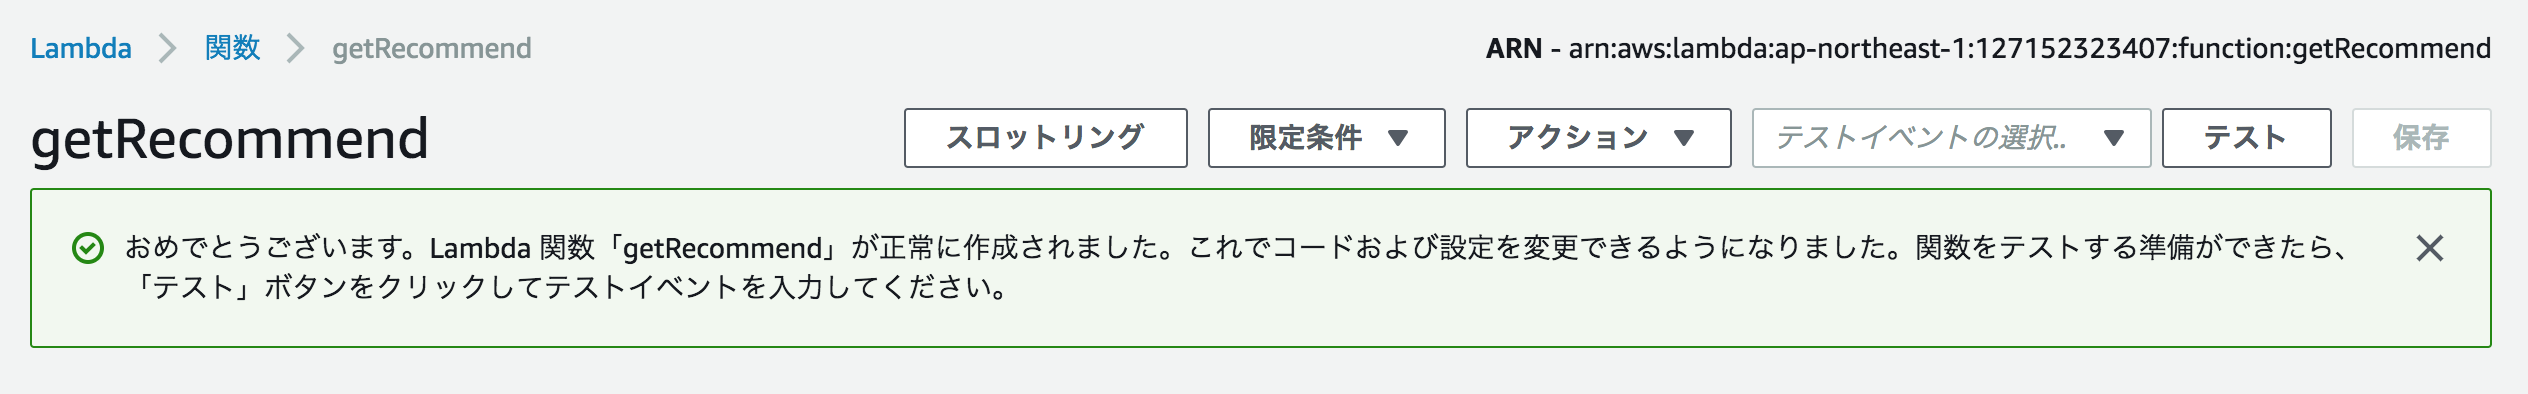 Lambda 関数 getRecommend ARN - arn:aws:lambda:ap-northeast-1:127152323407:function:getRecommend
getRecommend スロットリング 限定条件 アクション テストイベントの選択.. テスト 保存
おめでとうございます。Lambda 関数「getRecommend」が正常に作成されました。これでコードおよび設定を変更できるようになりました。関数をテストする準備ができたら、
「テスト」ボタンをクリックしてテストイベントを入力してください。